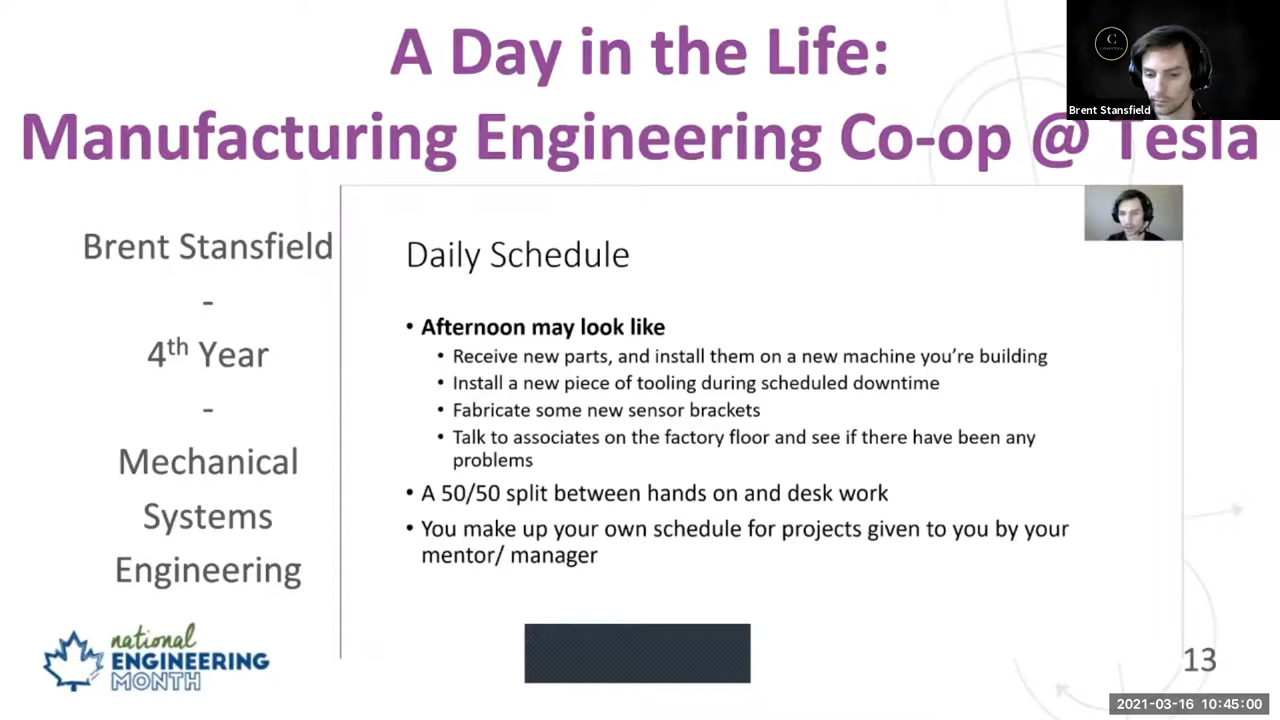 A Day in the Life:
Manufacturing Engineering Co-op @ Tesla
C
Brent Stansfield
Brent Stansfield
-
4th Year
-
Mechanical
Systems
Engineering
Daily Schedule
• Afternoon may look like
• Receive new parts, and install them on a new machine you’re building
• Install a new piece of tooling during scheduled downtime
• Fabricate some new sensor brackets
• Talk to associates on the factory floor and see if there have been any
problems
• A 50/50 split between hands on and desk work
• You make up your own schedule for projects given to you by your
mentor/ manager
national
ENGINEERING
MONTH
13
2021-03-16 10:45:00